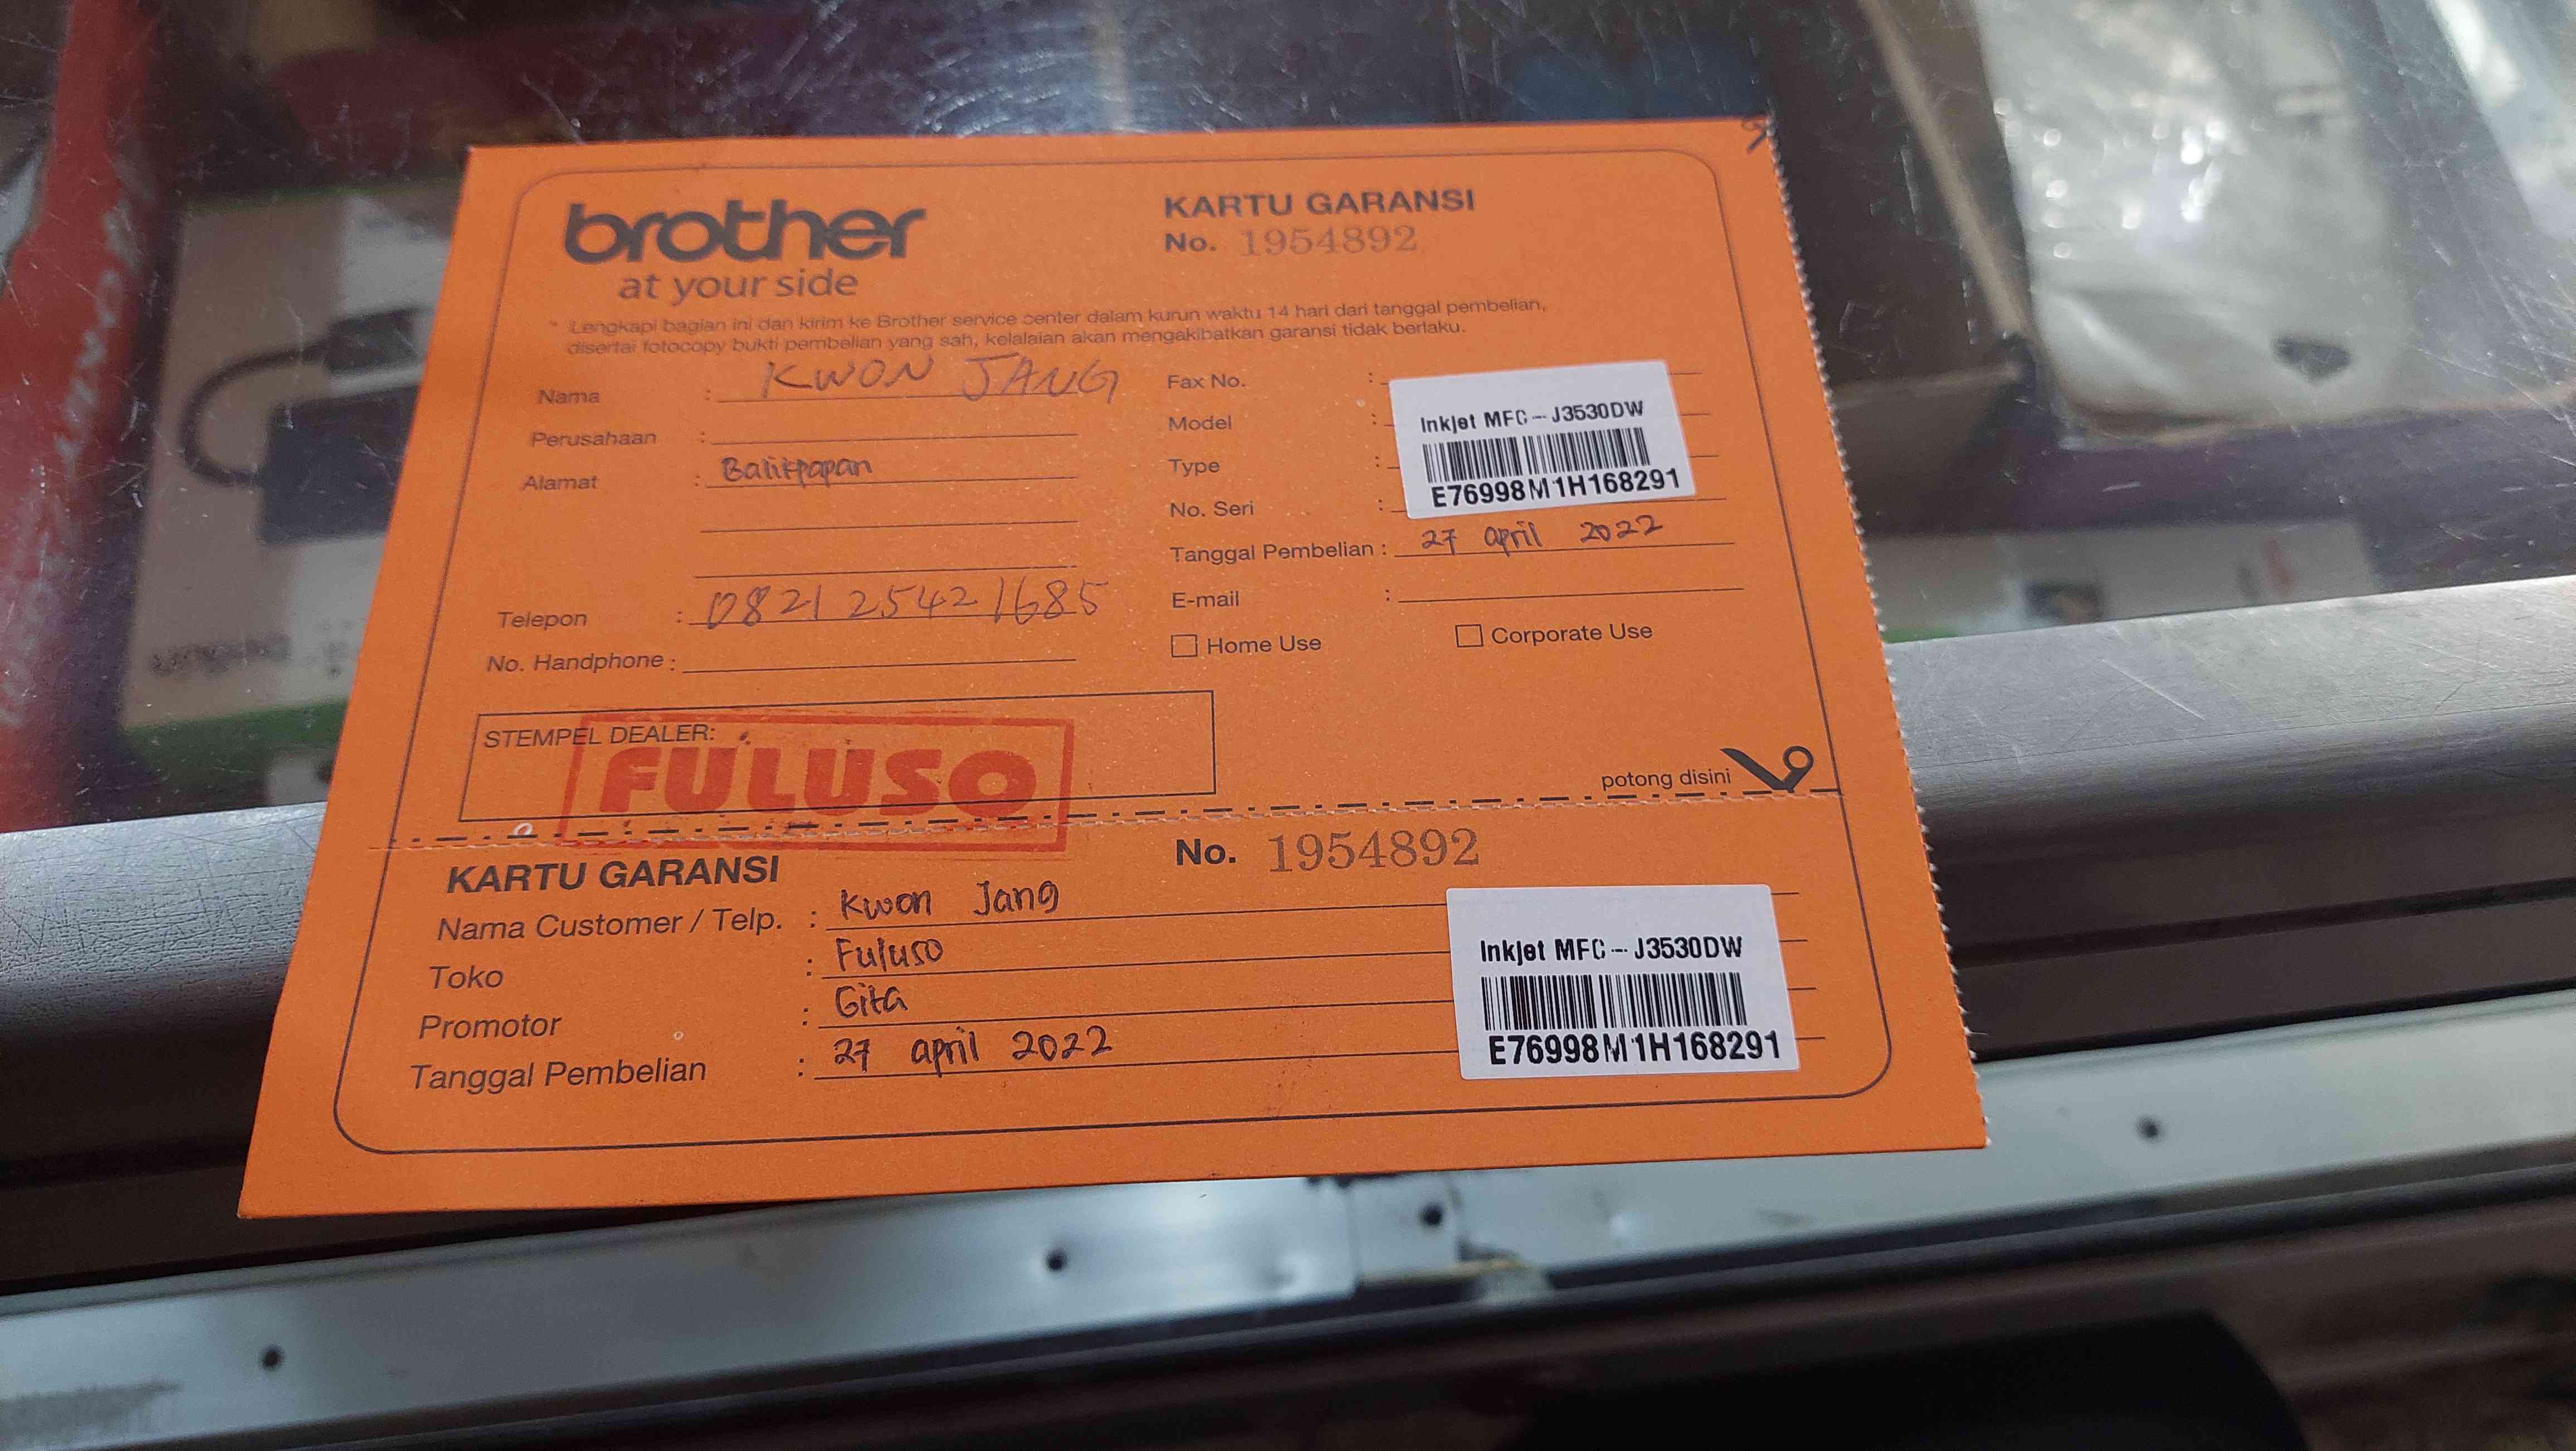 brother
at your side
KARTU GARANSI
No. 1954892
* Lengkapi bagian ini dan kirim ke Brother service center dalam kurun waktu 14 hari dari tanggal pembelian,
disertai fotocopy bukti pembelian yang sah, kelalaian akan mengakibatkan garansi tidak berlaku.
Nama : KWON JANG
Perusahaan :
Alamat : Balikpapan
Telepon : 082125421685
No. Handphone :
Fax No. :
Model :
Type :
No. Seri :
Inkjet MFC-J3530DW
E76998M1H168291
Tanggal Pembelian : 27 april 2022
E-mail :
Home Use
Corporate Use
STEMPEL DEALER:
FULUSO
potong disini
KARTU GARANSI
No. 1954892
Nama Customer / Telp. : Kwon Jang
Toko : Fuluso
Promotor : Gita
Tanggal Pembelian : 27 april 2022
Inkjet MFC-J3530DW
E76998M1H168291